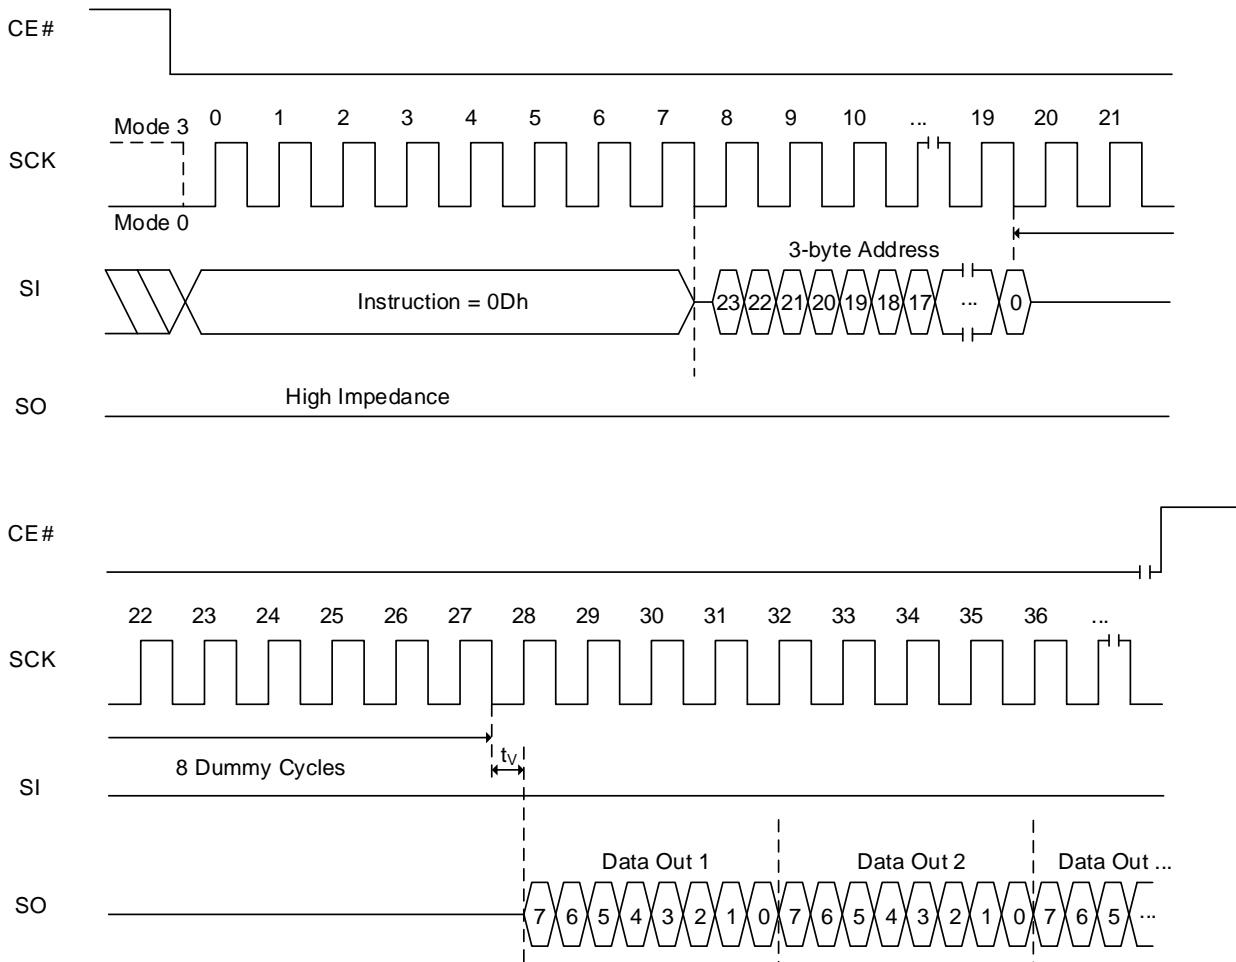 CE#
Mode 3 0 1 2 3 4 5 6 7 8 9 10 ... 19 20 21
SCK
Mode 0
3-byte Address
SI Instruction = 0Dh 23 22 21 20 19 18 17 ... 0
High Impedance
SO
CE#
22 23 24 25 26 27 28 29 30 31 32 33 34 35 36 ...
SCK
tV
8 Dummy Cycles
SI
Data Out 1 Data Out 2 Data Out ...
SO 7 6 5 4 3 2 1 0 7 6 5 4 3 2 1 0 7 6 5 ...